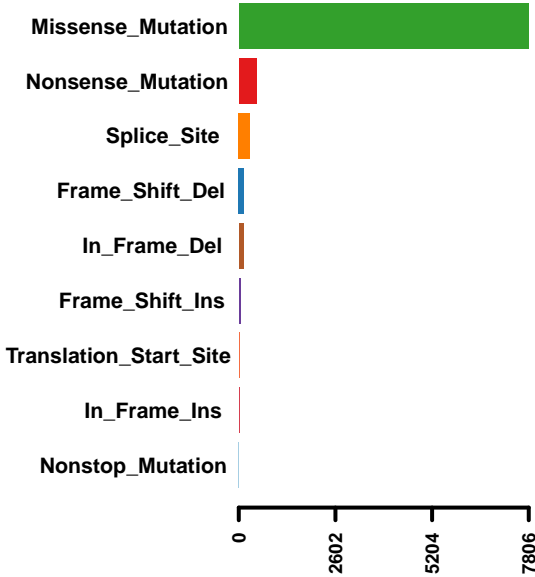 Missense_Mutation
Nonsense_Mutation
Splice_Site
Frame_Shift_Del
In_Frame_Del
Frame_Shift_Ins
Translation_Start_Site
In_Frame_Ins
Nonstop_Mutation
0
2602
5204
7806